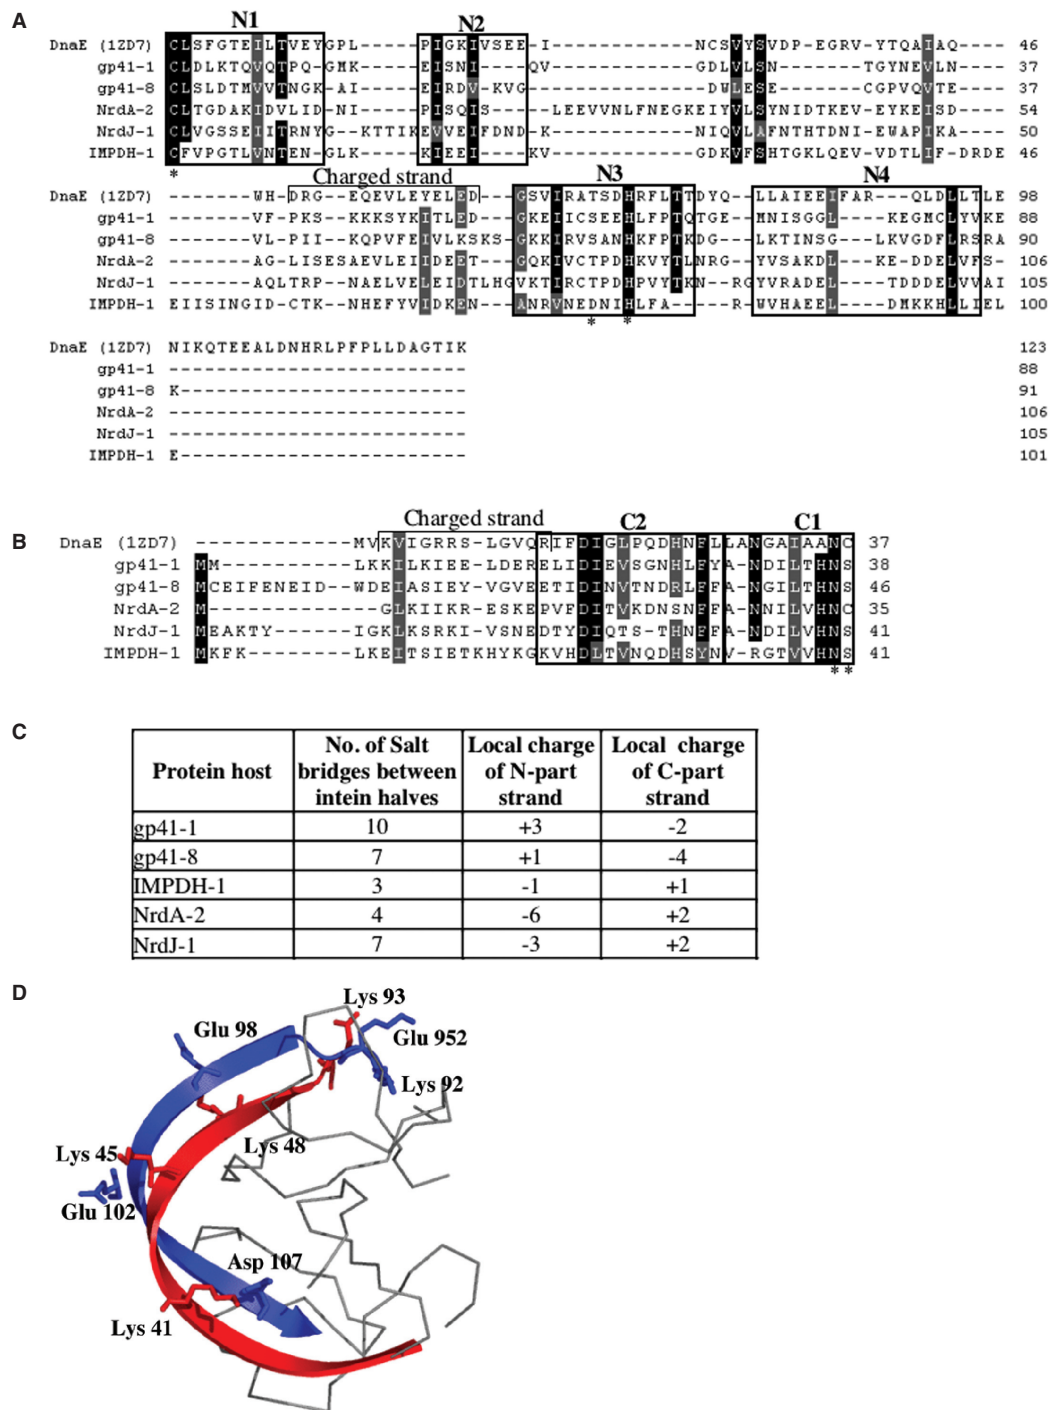 A
N1 N2
DnaE (1ZD7) CLSFGTEILTVEYGPL-----PIGKIVSEE-I------------NCSVYSVDP-EGRV-YTQAIAQ---- 46
gp41-1 CLDLKTQVQTPQ-GMK-----EISNI----QV------------GDLVLSN----TGYNEVLN---- 37
gp41-8 CLSLDTMVVTNGK-AI-----EIRDV-KVG--------------DWLESE-----CGPVQVTE---- 37
NrdA-2 CLTGDAKIDVLID-NI-----PISQIS------LEEVVNLFNEGKEIYVLSYNIDTKEV-EYKEISD---- 54
NrdJ-1 CLVGSSEIITRNYG--KTTIKEVVEIFDND-K------------NIQVLAFNTHTDNI-EWAPIKA---- 50
IMPDH-1 CFVPGTLVNTEN-GLK-----KIEEI----KV------------GDKVFSHTGKLQEV-VDTLIF-DRDE 46
*
Charged strand N3 N4
DnaE (1ZD7) -------WH-DRG--EQEVLEYELED---GSVIRATSDHRFLTTDYQ--LLAIEEIFAR--QLDLLTLE 98
gp41-1 -------VF-PKS--KKKSYKITLED---GKEIICSEEHLFPTQTGE--MNISGGL---KEGMCLYVKE 88
gp41-8 -------VL-PII--KQPVFEIVLKSKS-GKKIRVSANHKFPTKDG---LKTINSG---LKVGDFLRSRA 90
NrdA-2 -------AG-LISESAEVLEIIDEET---GQKIVCTPDHKVYTLNRG--YVSAKDL---KE-DDELVFS- 106
NrdJ-1 -------AQLTRP--NAELVELEIDTLHGVKTIRCTPDHPVYTKN--RGYVRADEL---TDDDELVVAI 105
IMPDH-1 EIISINGID-CTK--NHEFYVIDKEN---ANRVNEDNIHLFA---R--WVHAEEL----DMKKHLLIEL 100
* *
DnaE (1ZD7) NIKQTEEALDNHRLPFPLLDAGTIK 123
gp41-1 ------------------------- 88
gp41-8 K------------------------ 91
NrdA-2 ------------------------- 106
NrdJ-1 ------------------------- 105
IMPDH-1 E------------------------ 101
B
Charged strand C2 C1
DnaE (1ZD7) ------------MVKVIGRRS-LGVQRIFDIGLPQDHNFLLANGAIAANC 37
gp41-1 MM----------LKKILKIEE-LDERELIDIEVSGNHLFYA-NDILTHNS 38
gp41-8 MCEIFENEID--WDEIASIEY-VGVEETIDINVTNDRLFFA-NGILTHNS 46
NrdA-2 M-------------GLKIIKR-ESKEPVFDITVKDNSNFFA-NNILVHNC 35
NrdJ-1 MEAKTY------IGKLKSRKI-VSNEDTYDIQTS-THNFFA-NDILVHNS 41
IMPDH-1 MKFK--------LKEITSIETKHYKGKVHDLTVNQDHSYNV-RGTVVHNS 41
* *
C
Protein host No. of Salt bridges between intein halves Local charge of N-part strand Local charge of C-part strand
gp41-1 10 +3 -2
gp41-8 7 +1 -4
IMPDH-1 3 -1 +1
NrdA-2 4 -6 +2
NrdJ-1 7 -3 +2
D
Lys 93
Glu 98
Glu 952
Lys 92
Lys 48
Lys 45
Glu 102
Asp 107
Lys 41